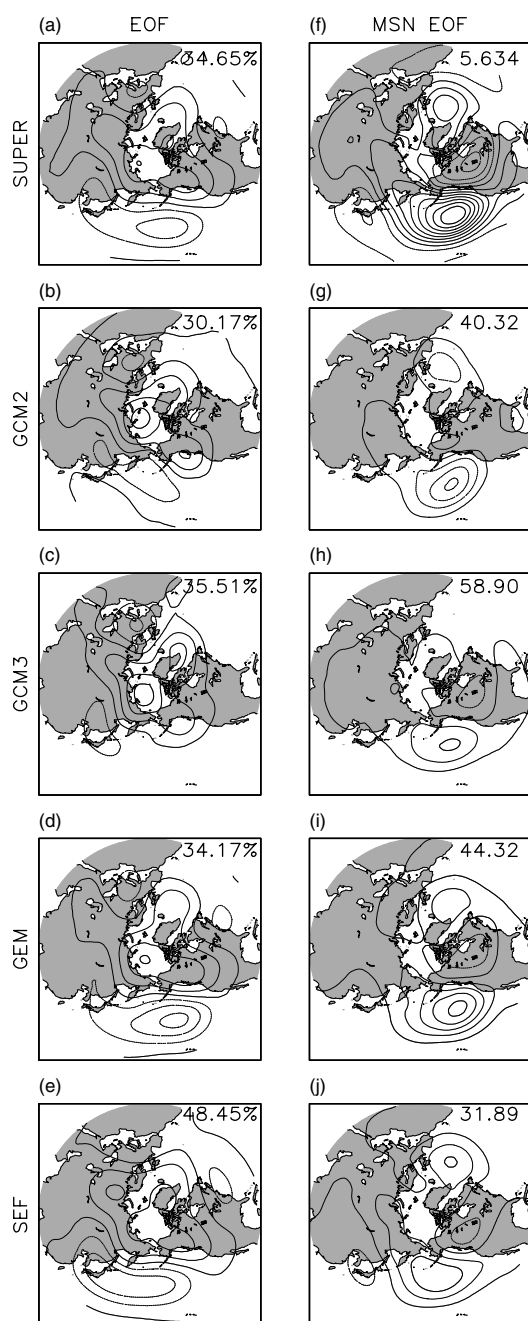 EOF
MSN EOF
(a)
34.65%
(f)
5.634
SUPER
(b)
30.17%
(g)
40.32
GCM2
(c)
35.51%
(h)
58.90
GCM3
(d)
34.17%
(i)
44.32
GEM
(e)
48.45%
(j)
31.89
SEF